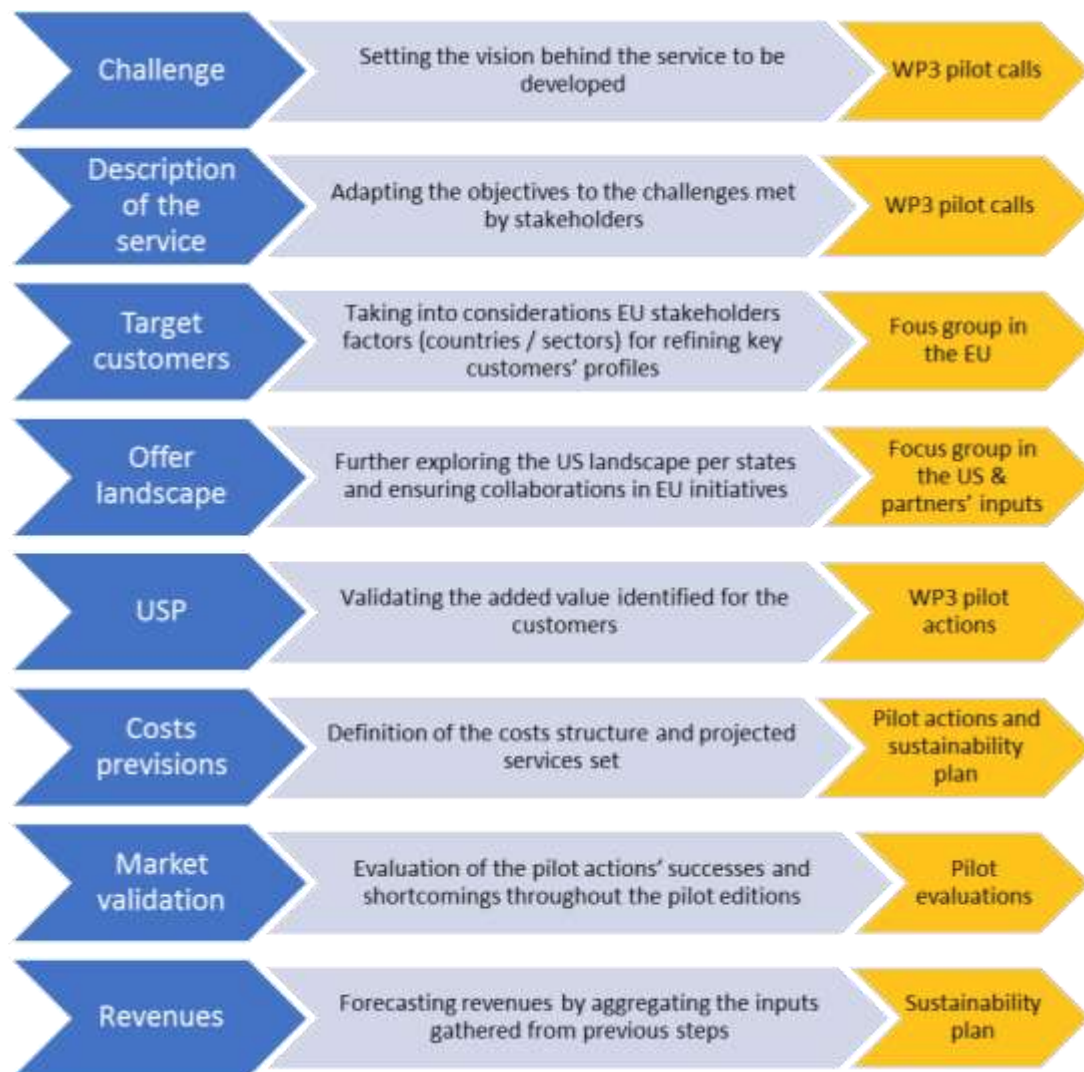 Challenge
Setting the vision behind the service to be
developed
WP3 pilot calls
Description
of the
service
Adapting the objectives to the challenges met
by stakeholders
WP3 pilot calls
Target
customers
Taking into considerations EU stakeholders
factors (countries / sectors) for refining key
customers’ profiles
Fous group in
the EU
Offer
landscape
Further exploring the US landscape per states
and ensuring collaborations in EU initiatives
Focus group in
the US &
partners’ inputs
USP
Validating the added value identified for the
customers
WP3 pilot
actions
Costs
previsions
Definition of the costs structure and projected
services set
Pilot actions and
sustainability
plan
Market
validation
Evaluation of the pilot actions’ successes and
shortcomings throughout the pilot editions
Pilot
evaluations
Revenues
Forecasting revenues by aggregating the inputs
gathered from previous steps
Sustainability
plan